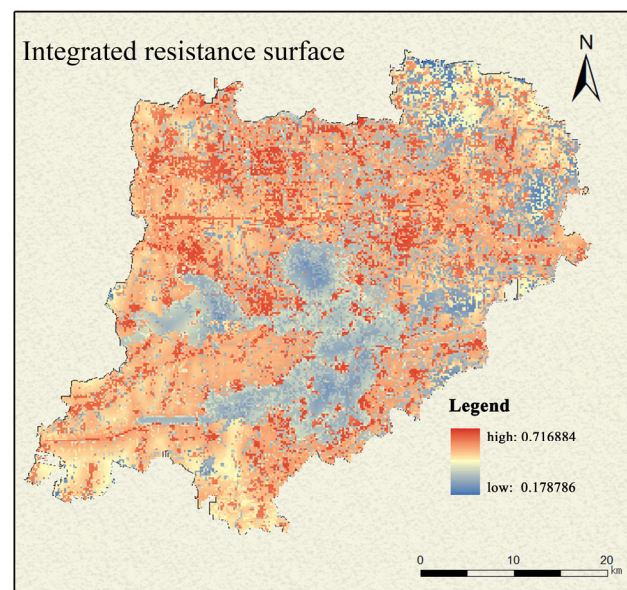 Integrated resistance surface
N
Legend
high: 0.716884
low: 0.178786
0 10 20
km